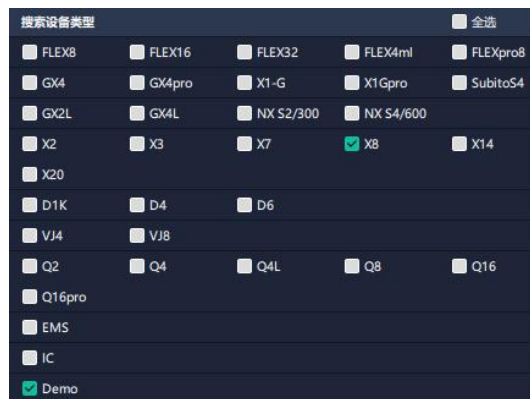 搜索设备类型 全选
FLEX8 FLEX16 FLEX32 FLEX4ml FLEXpro8
GX4 GX4pro X1-G X1Gpro SubitoS4
GX2L GX4L NX S2/300 NX S4/600
X2 X3 X7 X8 X14
X20
D1K D4 D6
VJ4 VJ8
Q2 Q4 Q4L Q8 Q16
Q16pro
EMS
IC
Demo